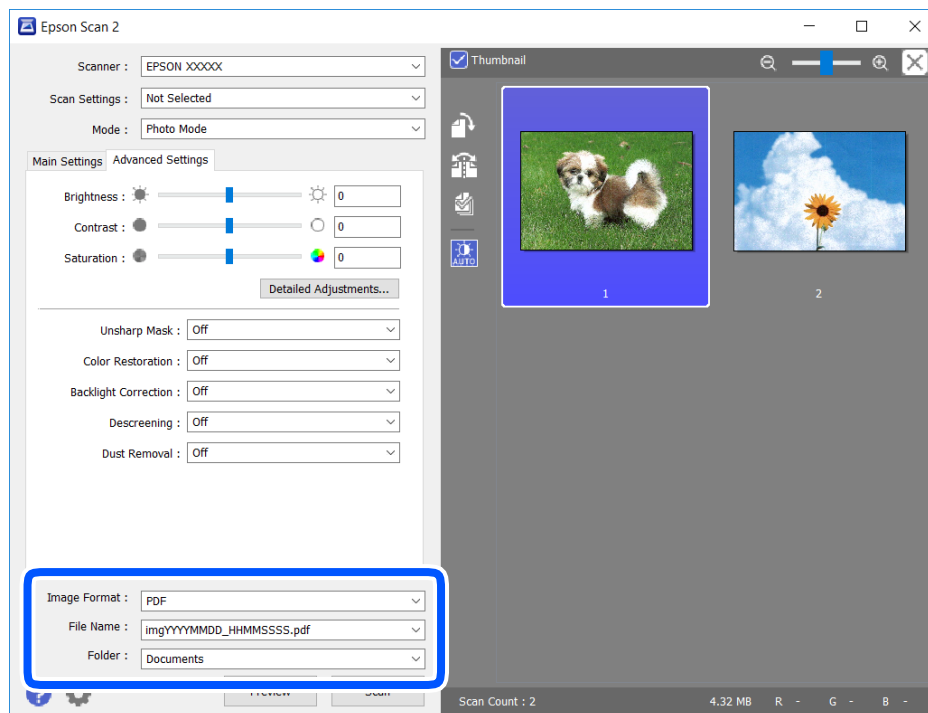 Epson Scan 2
Scanner : EPSON XXXXX
Scan Settings : Not Selected
Mode : Photo Mode
Main Settings Advanced Settings
Brightness : 0
Contrast : 0
Saturation : 0
Detailed Adjustments...
Unsharp Mask : Off
Color Restoration : Off
Backlight Correction : Off
Descreening : Off
Dust Removal : Off
Image Format : PDF
File Name : imgYYYYMMDD_HHMMSSSS.pdf
Folder : Documents
Preview Scan
Thumbnail
AUTO
1 2
Scan Count : 2 4.32 MB R - G - B -